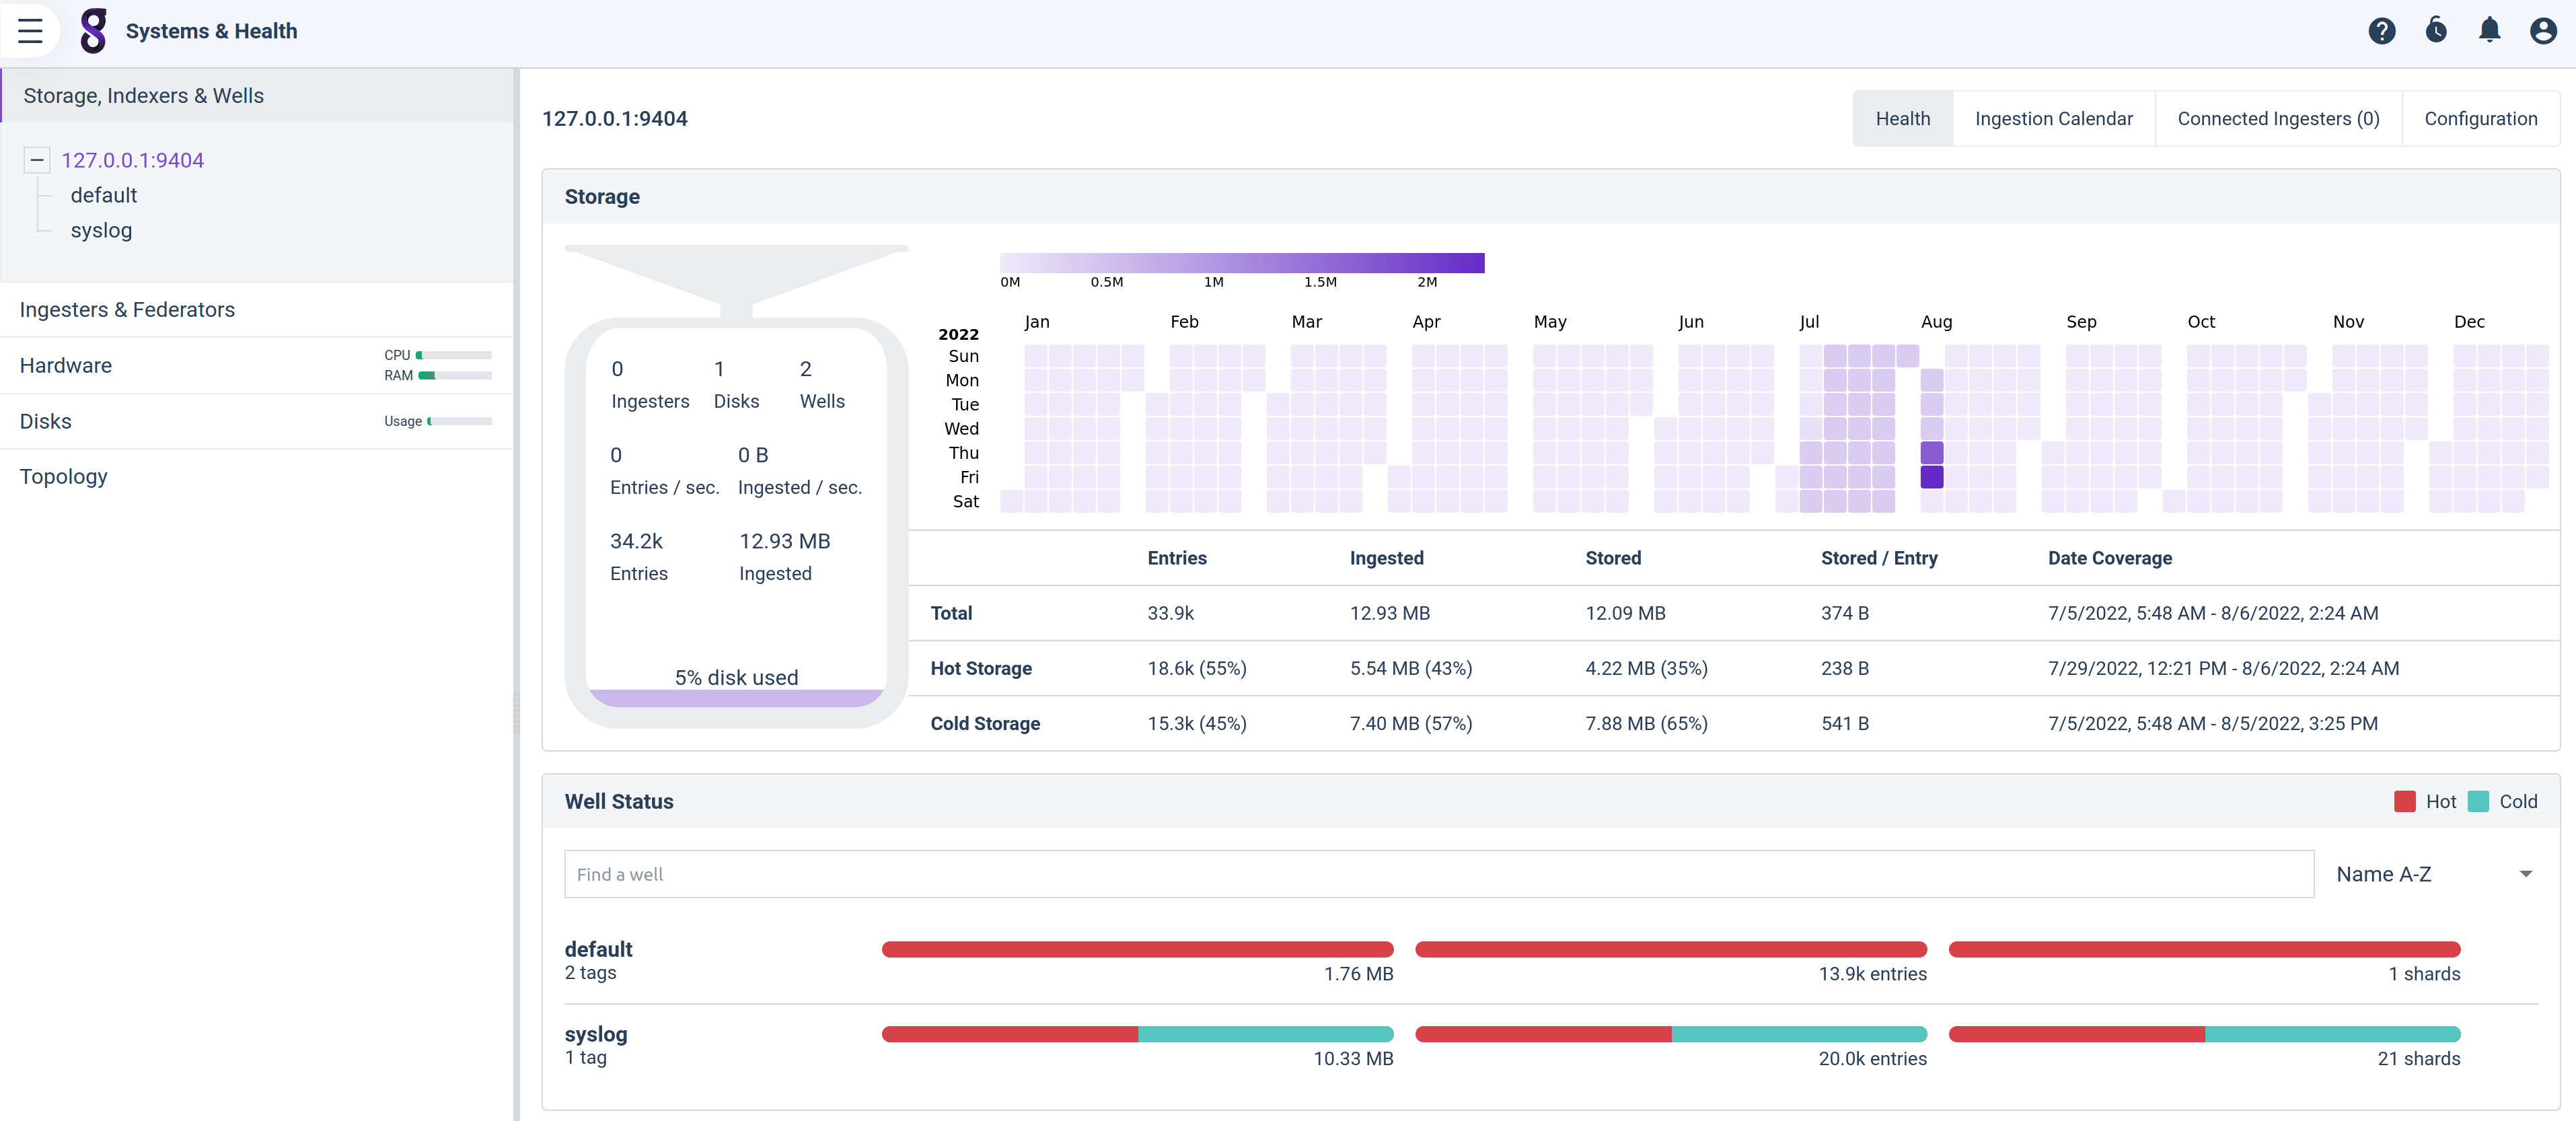 Systems & Health
Storage, Indexers & Wells
127.0.0.1:9404
default
syslog
Ingesters & Federators
Hardware
CPU
RAM
Disks
Usage
Topology
127.0.0.1:9404
Health
Ingestion Calendar
Connected Ingesters (0)
Configuration
Storage
0 1 2
Ingesters Disks Wells
0 0 B
Entries / sec. Ingested / sec.
34.2k 12.93 MB
Entries Ingested
5% disk used
0M 0.5M 1M 1.5M 2M
2022 Jan Feb Mar Apr May Jun Jul Aug Sep Oct Nov Dec
Sun
Mon
Tue
Wed
Thu
Fri
Sat
Entries Ingested Stored Stored / Entry Date Coverage
Total 33.9k 12.93 MB 12.09 MB 374 B 7/5/2022, 5:48 AM - 8/6/2022, 2:24 AM
Hot Storage 18.6k (55%) 5.54 MB (43%) 4.22 MB (35%) 238 B 7/29/2022, 12:21 PM - 8/6/2022, 2:24 AM
Cold Storage 15.3k (45%) 7.40 MB (57%) 7.88 MB (65%) 541 B 7/5/2022, 5:48 AM - 8/5/2022, 3:25 PM
Well Status
Hot Cold
Find a well
Name A-Z
default
2 tags 1.76 MB 13.9k entries 1 shards
syslog
1 tag 10.33 MB 20.0k entries 21 shards